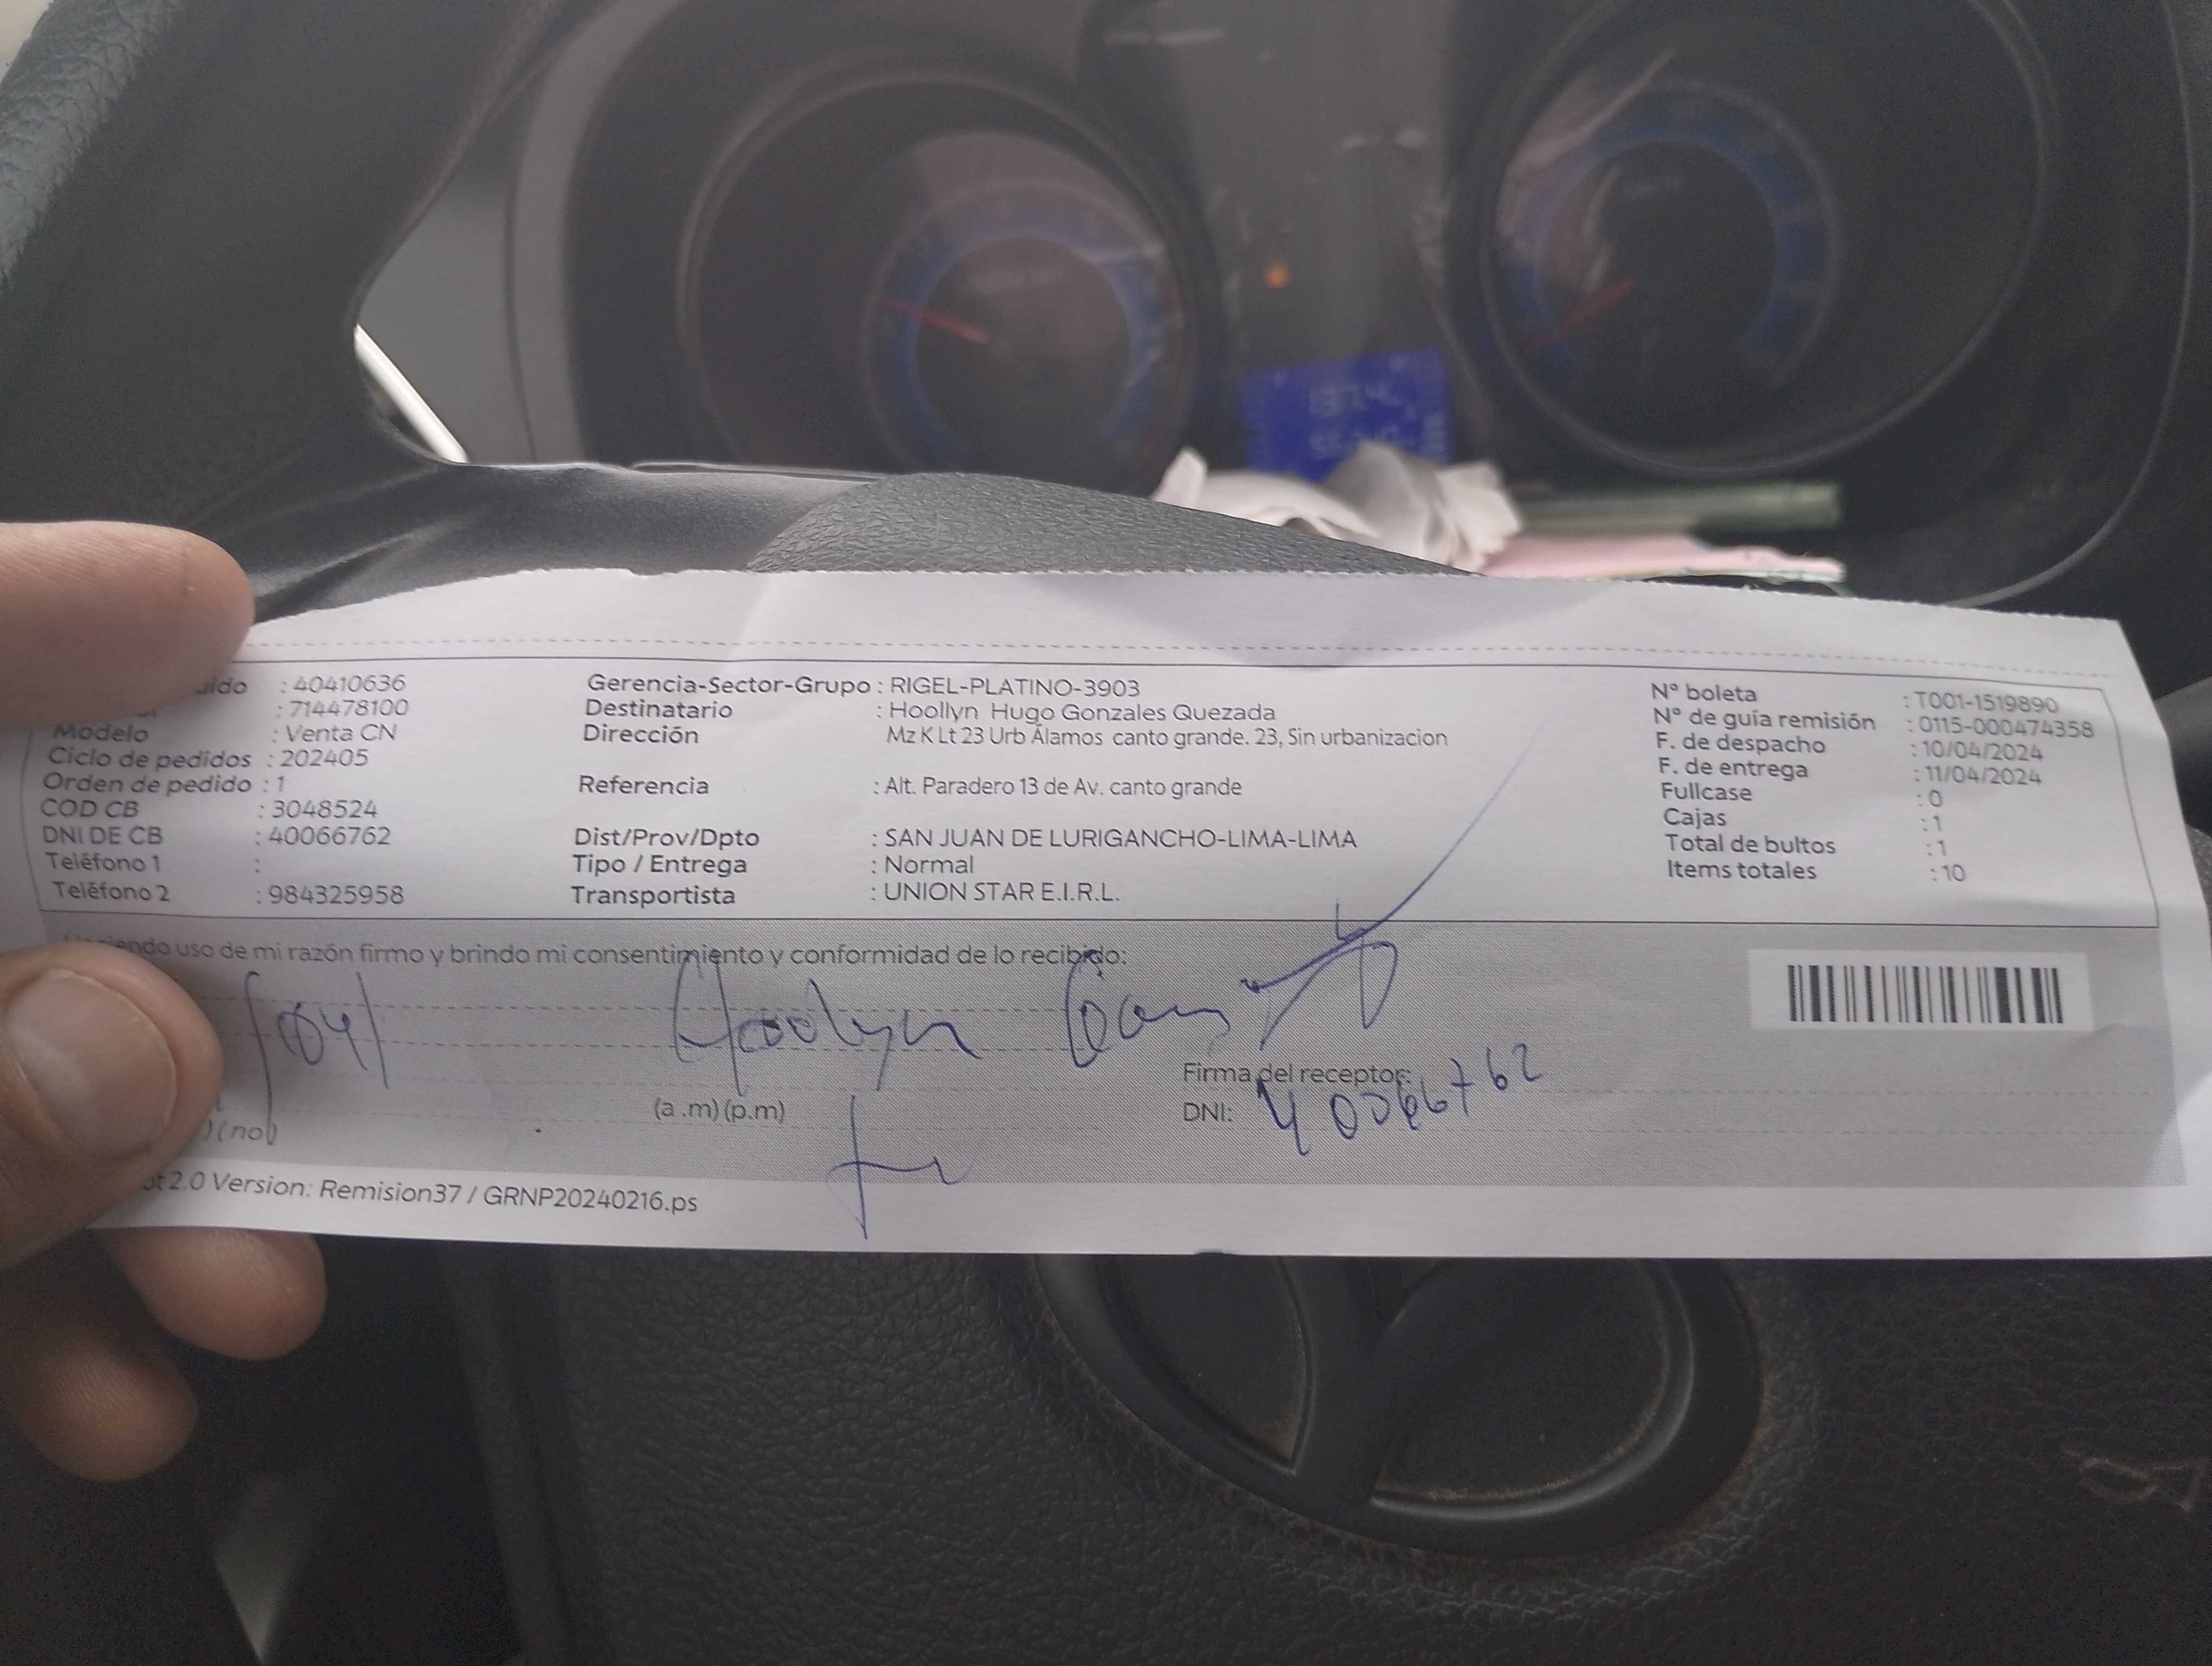 : 40410636
: 714478100
Modelo : Venta CN
Ciclo de pedidos : 202405
Orden de pedido : 1
COD CB : 3048524
DNI DE CB : 40066762
Teléfono 1 :
Teléfono 2 : 984325958
Gerencia-Sector-Grupo : RIGEL-PLATINO-3903
Destinatario : Hoollyn Hugo Gonzales Quezada
Dirección Mz K Lt 23 Urb Álamos canto grande. 23, Sin urbanizacion
Referencia : Alt. Paradero 13 de Av. canto grande
Dist/Prov/Dpto : SAN JUAN DE LURIGANCHO-LIMA-LIMA
Tipo / Entrega : Normal
Transportista : UNION STAR E.I.R.L.
N° boleta : T001-1519890
N° de guía remisión : 0115-000474358
F. de despacho : 10/04/2024
F. de entrega : 11/04/2024
Fullcase : 0
Cajas : 1
Total de bultos : 1
Items totales : 10
uso de mi razón firmo y brindo mi consentimiento y conformidad de lo recibido:
Hoollyn
Firma del receptor:
(a .m) (p.m)
DNI: 40066762
) (no)
2.0 Version: Remision37 / GRNP20240216.ps